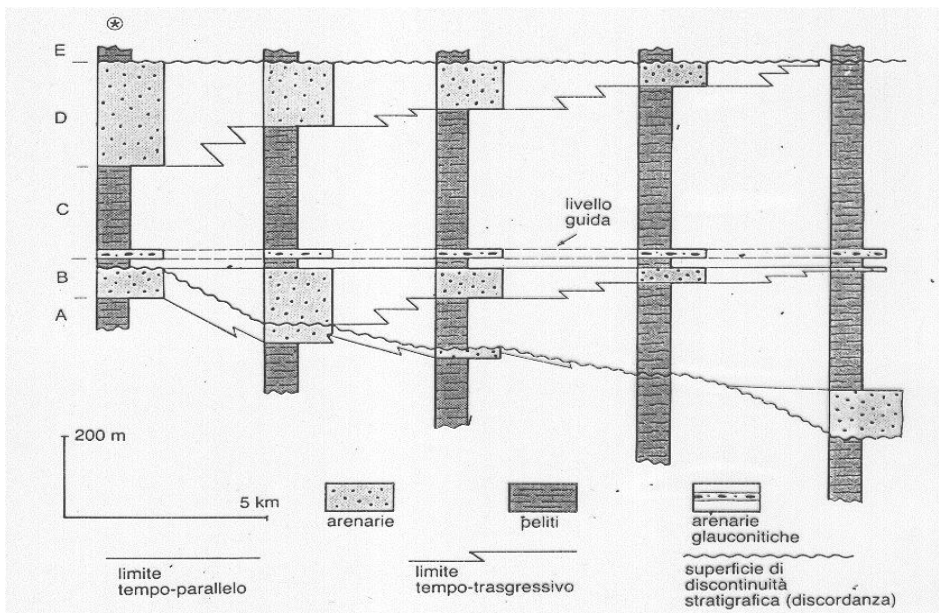 E
D
C
B
A
livello
guida
200 m
5 km
arenarie
peliti
arenarie
glauconitiche
limite
tempo-parallelo
limite
tempo-trasgressivo
superficie di
discontinuità
stratigrafica (discordanza)